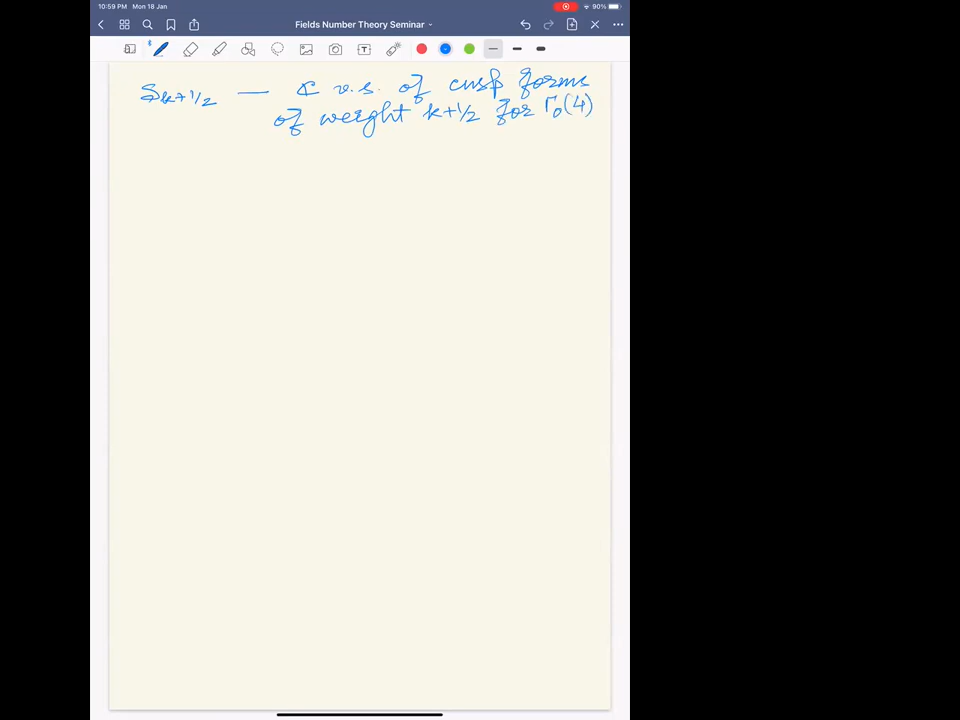 10:59 PM Mon 18 Jan 90%
Fields Number Theory Seminar
S_{k+1/2} — ℂ v.s. of cusp forms
of weight k+1/2 for Γ₀(4)